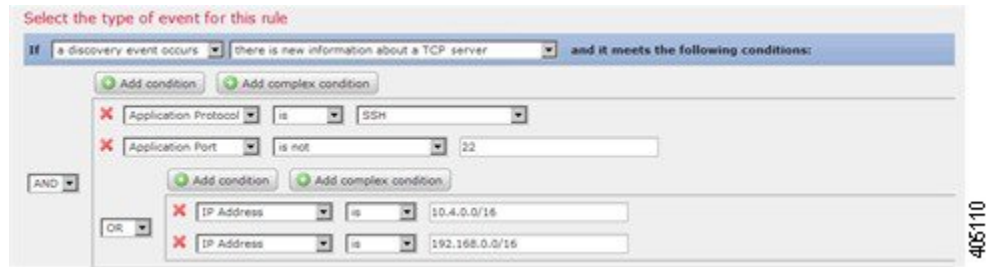 Select the type of event for this rule
If a discovery event occurs there is new information about a TCP server and it meets the following conditions:
Add condition Add complex condition
Application Protocol is SSH
Application Port is not 22
AND
Add condition Add complex condition
OR
IP Address is 10.4.0.0/16
IP Address is 192.168.0.0/16
405110